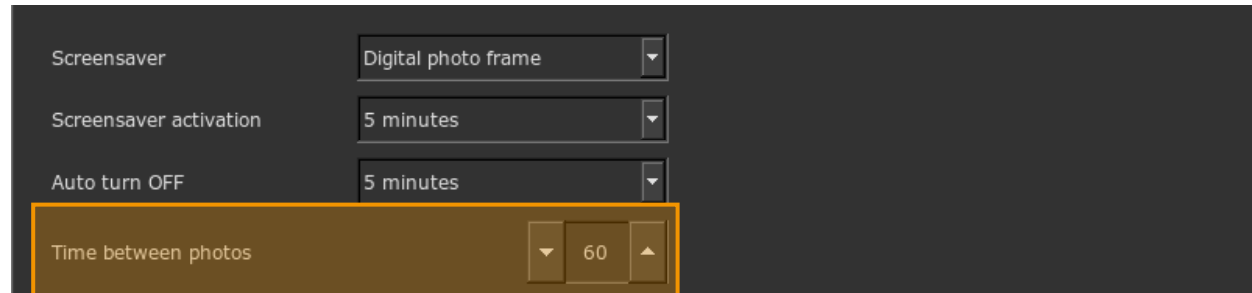 Screensaver Digital photo frame
Screensaver activation 5 minutes
Auto turn OFF 5 minutes
Time between photos 60